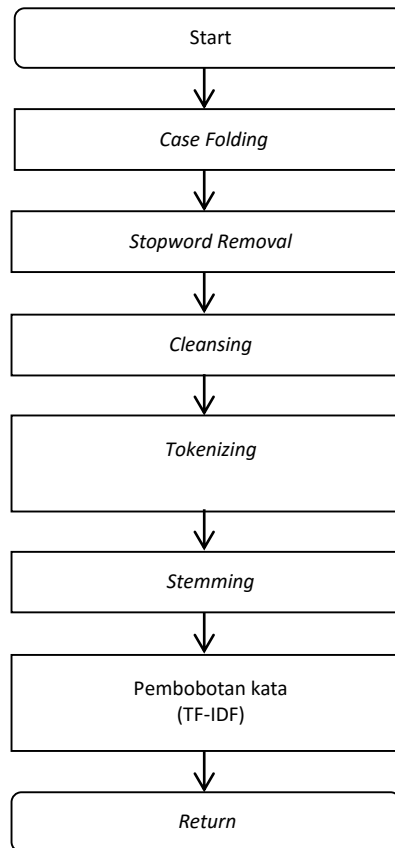 Start
Case Folding
Stopword Removal
Cleansing
Tokenizing
Stemming
Pembobotan kata
(TF-IDF)
Return